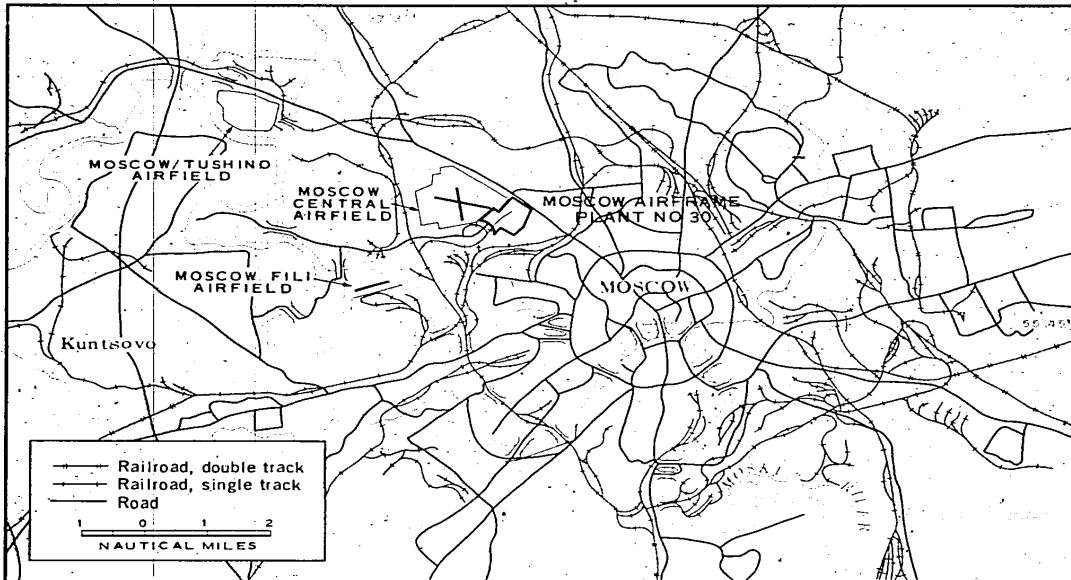 MOSCOW/TUSHINO
AIRFIELD
MOSCOW
CENTRAL
AIRFIELD
MOSCOW AIRFRAME
PLANT NO 30
MOSCOW FILI
AIRFIELD
MOSCOW
Kuntsovo
Railroad, double track
Railroad, single track
Road
1 0 1 2
NAUTICAL MILES